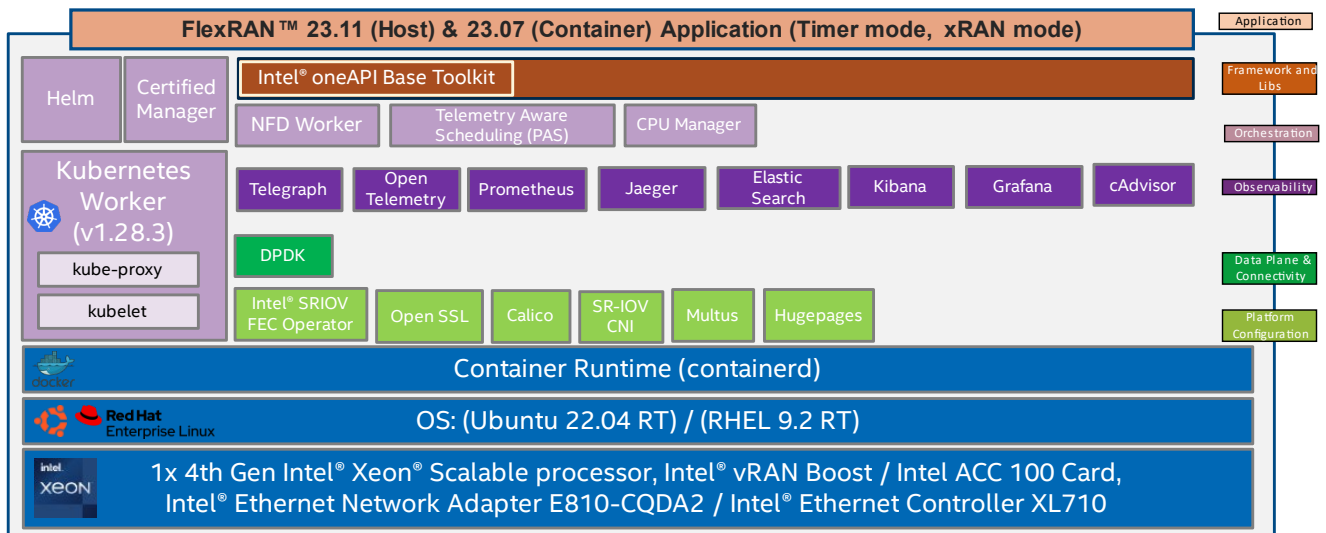 FlexRAN™ 23.11 (Host) & 23.07 (Container) Application (Timer mode, xRAN mode)
Application
Helm
Certified
Manager
Intel® oneAPI Base Toolkit
Framework and
Libs
NFD Worker
Telemetry Aware
Scheduling (PAS)
CPU Manager
Orchestration
Kubernetes
Worker
(v1.28.3)
kube-proxy
kubelet
Telegraph
Open
Telemetry
Prometheus
Jaeger
Elastic
Search
Kibana
Grafana
cAdvisor
Observability
DPDK
Data Plane &
Connectivity
Intel® SRIOV
FEC Operator
Open SSL
Calico
SR-IOV
CNI
Multus
Hugepages
Platform
Configuration
docker
Container Runtime (containerd)
Red Hat
Enterprise Linux
OS: (Ubuntu 22.04 RT) / (RHEL 9.2 RT)
intel.
xeon
1x 4th Gen Intel® Xeon® Scalable processor, Intel® vRAN Boost / Intel ACC 100 Card,
Intel® Ethernet Network Adapter E810-CQDA2 / Intel® Ethernet Controller XL710